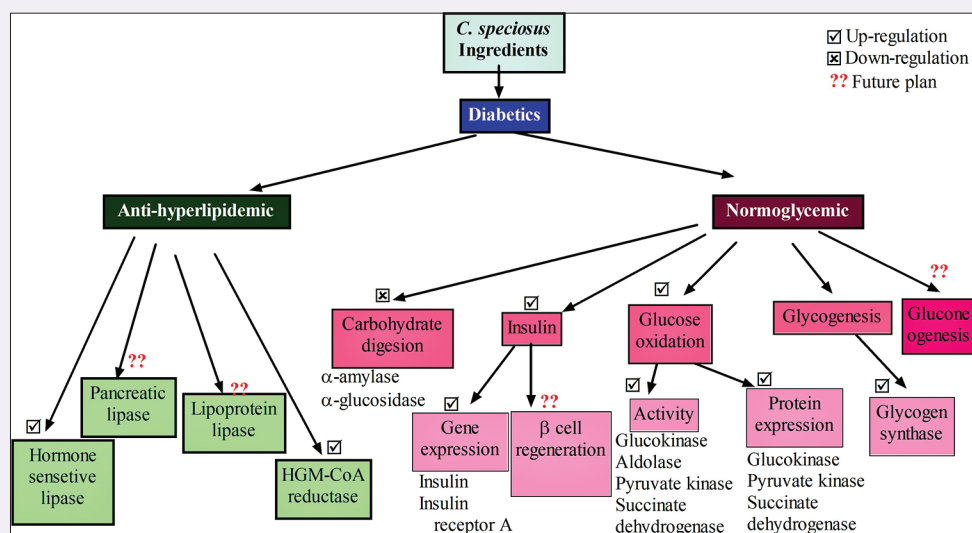 C. speciosus
Ingredients
Up-regulation
Down-regulation
?? Future plan
Diabetics
Anti-hyperlipidemic
Normoglycemic
??
Pancreatic
lipase
??
Lipoprotein
lipase
Hormone
sensetive lipase
HGM-CoA
reductase
Carbohydrate
digesion
α-amylase
α-glucosidase
Insulin
Glucose
oxidation
Glycogenesis
??
Glucone
ogenesis
Gene
expression
Insulin
Insulin
receptor A
??
β cell
regeneration
Activity
Glucokinase
Aldolase
Pyruvate kinase
Succinate
dehydrogenase
Protein
expression
Glucokinase
Pyruvate kinase
Succinate
dehydrogenase
Glycogen
synthase